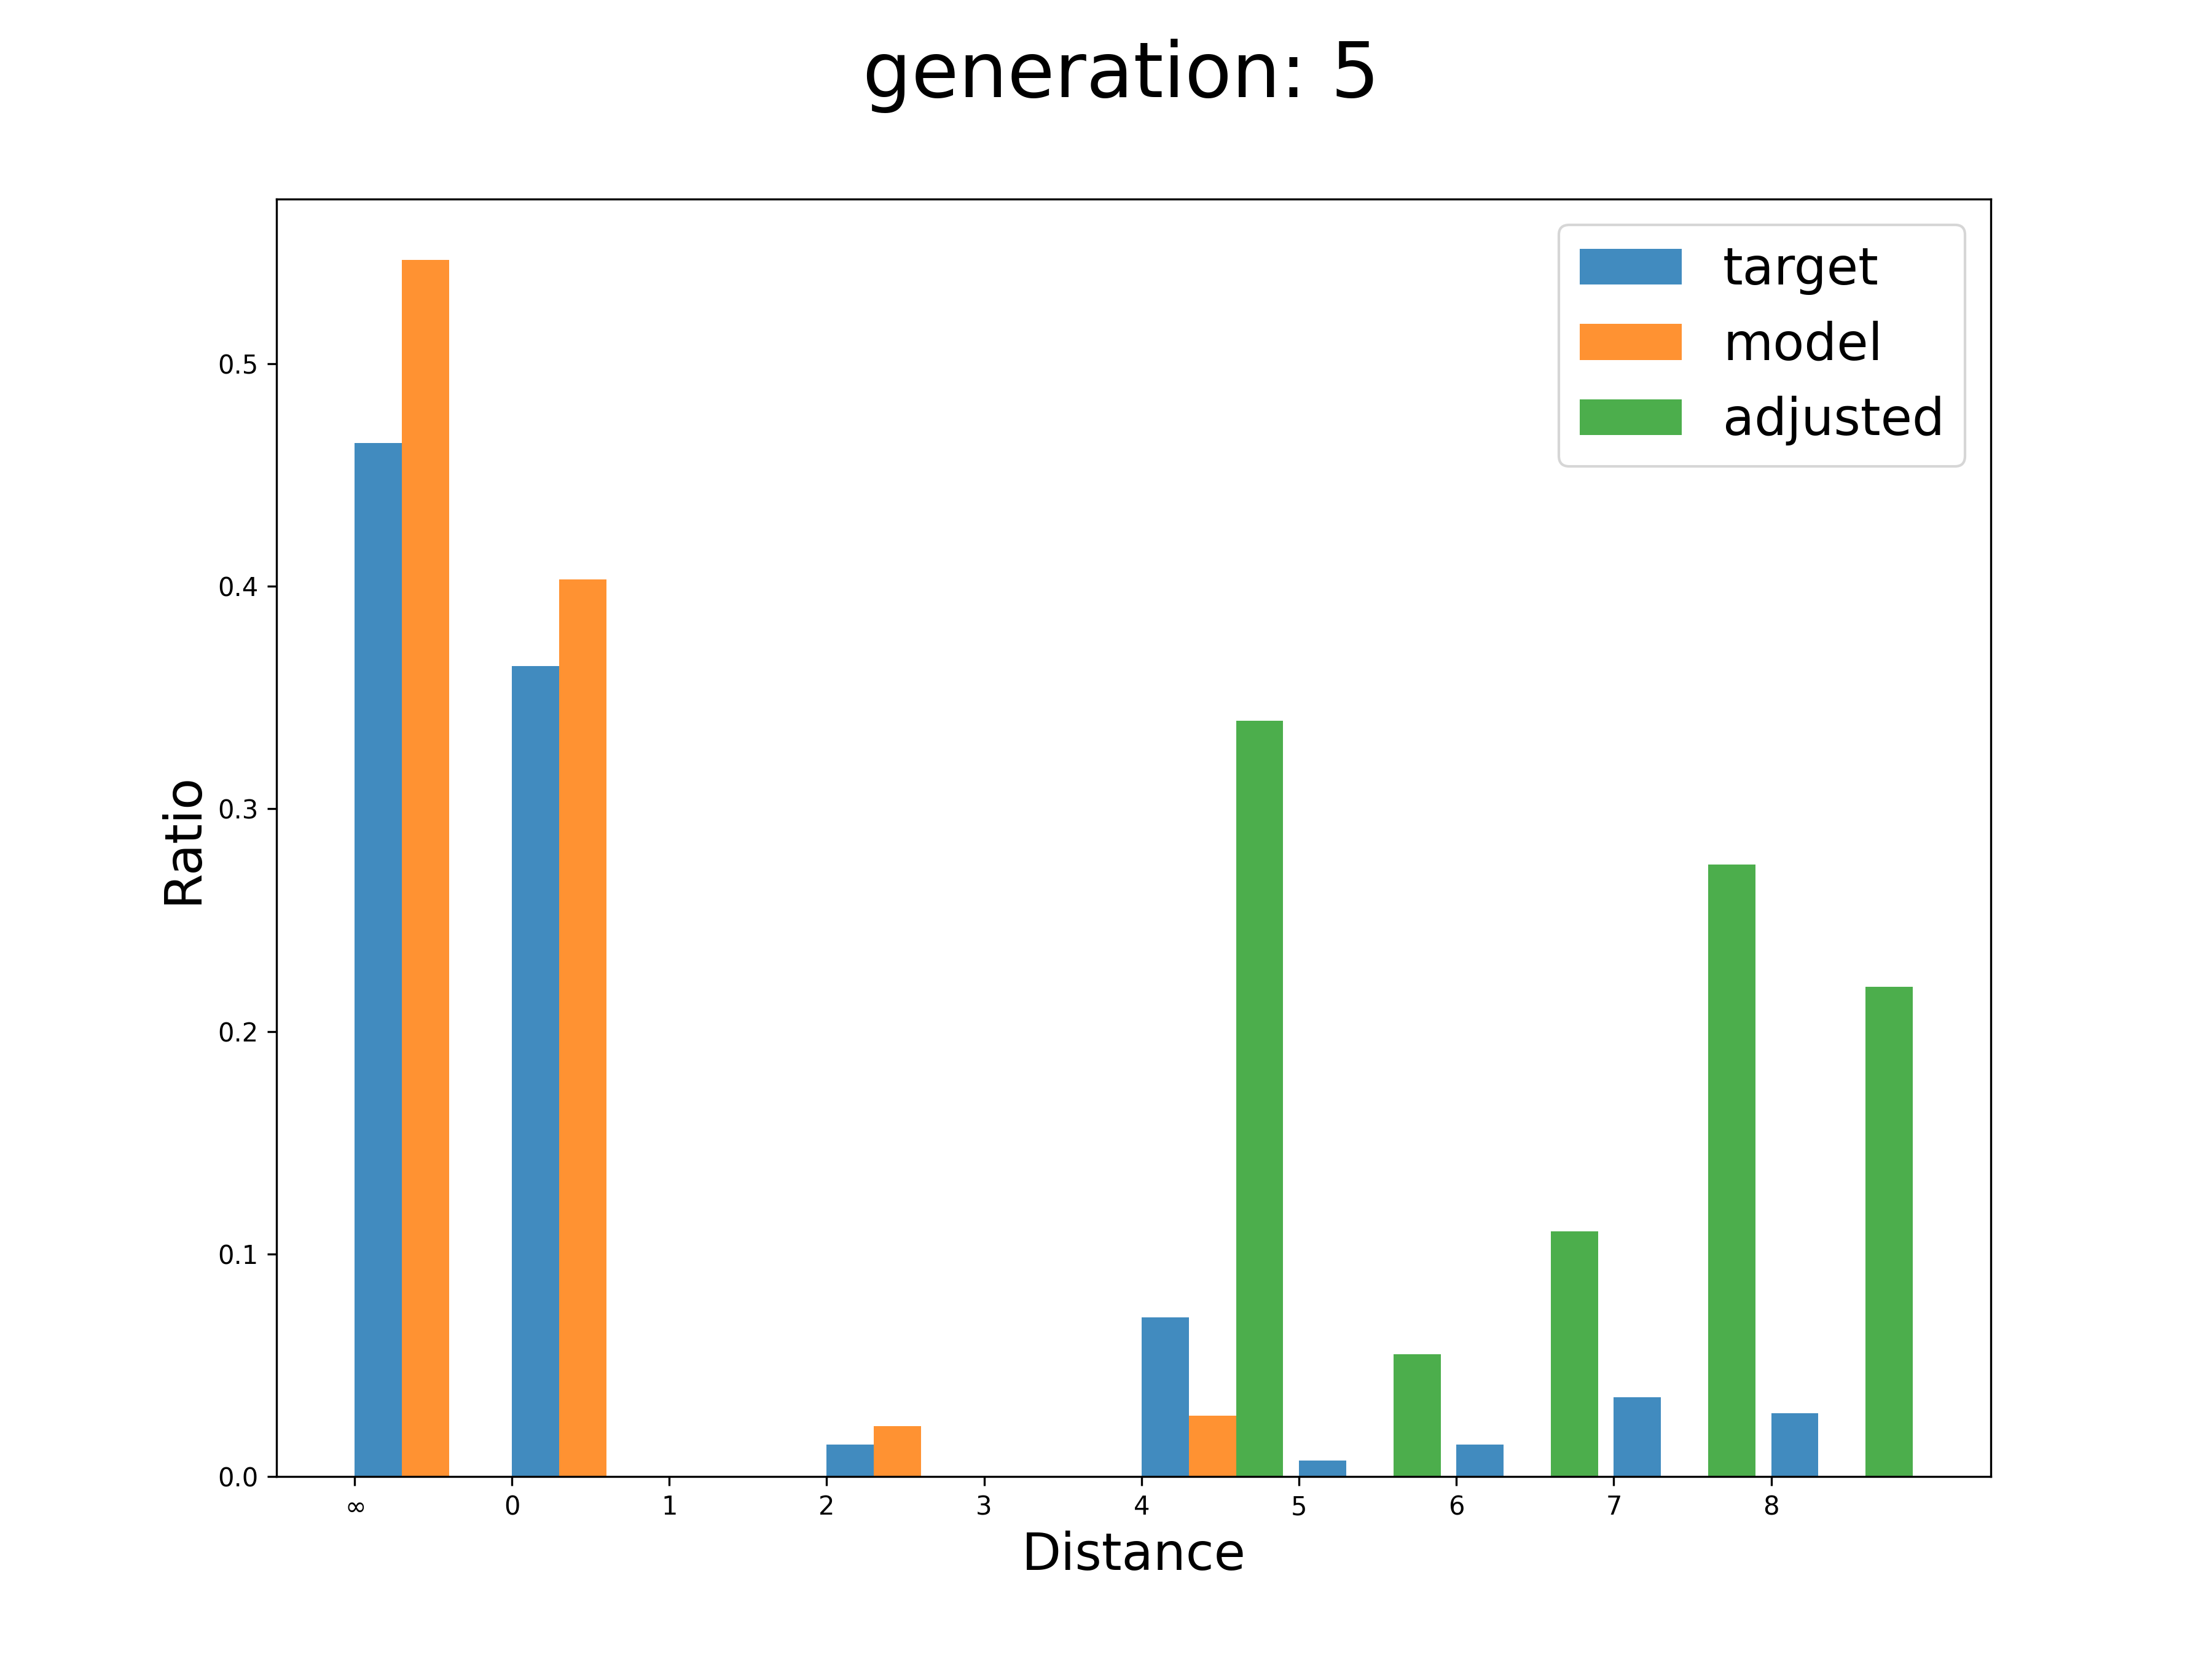 generation: 5
target
model
adjusted
0.5
0.4
0.3
0.2
0.1
0.0
Ratio
∞ 0 1 2 3 4 5 6 7 8
Distance